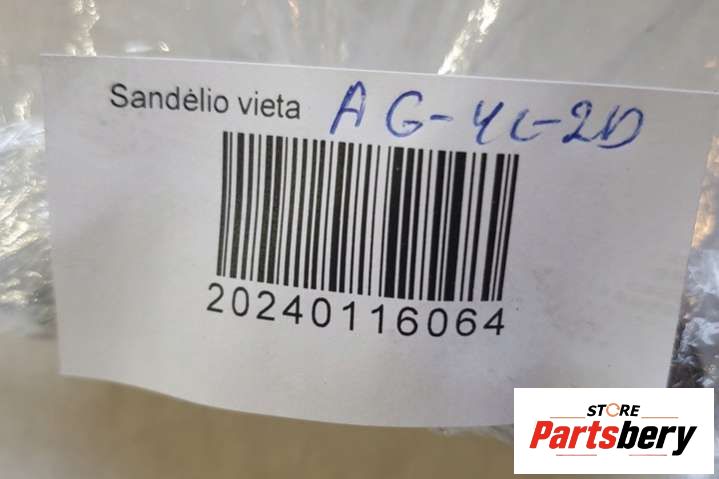 Sandėlio vieta AG-4C-2D
20240116064
STORE
Partsbery